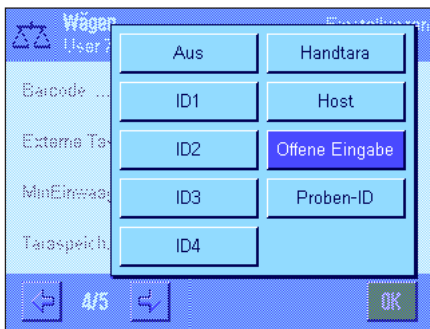 Wägen
User 7
Barcode ...
Externe Ta
MinEinwaag
Taraspeich.
Aus
Handtara
ID1
Host
ID2
Offene Eingabe
ID3
Proben-ID
ID4
4/5
OK